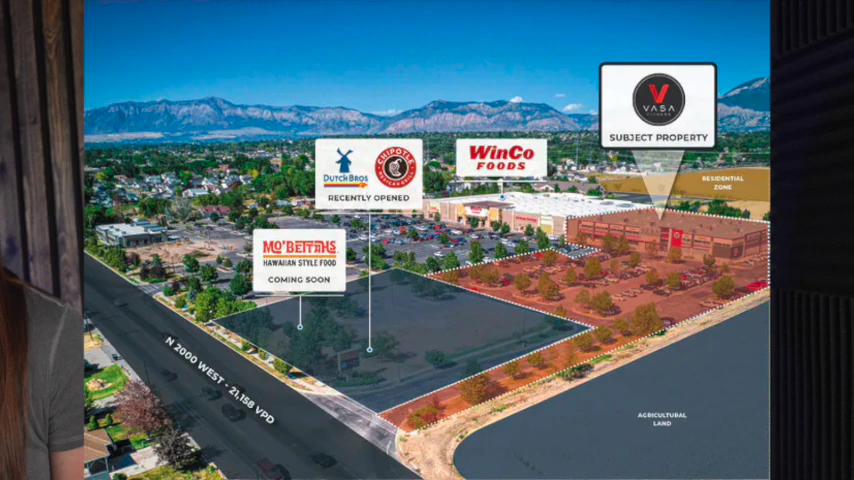 VASA
FITNESS
SUBJECT PROPERTY
WinCo
FOODS
DUTCH BROS
CHIPOTLE
MEXICAN GRILL
RECENTLY OPENED
RESIDENTIAL
ZONE
MO' BETTAHS
HAWAIIAN STYLE FOOD
COMING SOON
N 2000 WEST - 21,158 VPD
AGRICULTURAL
LAND